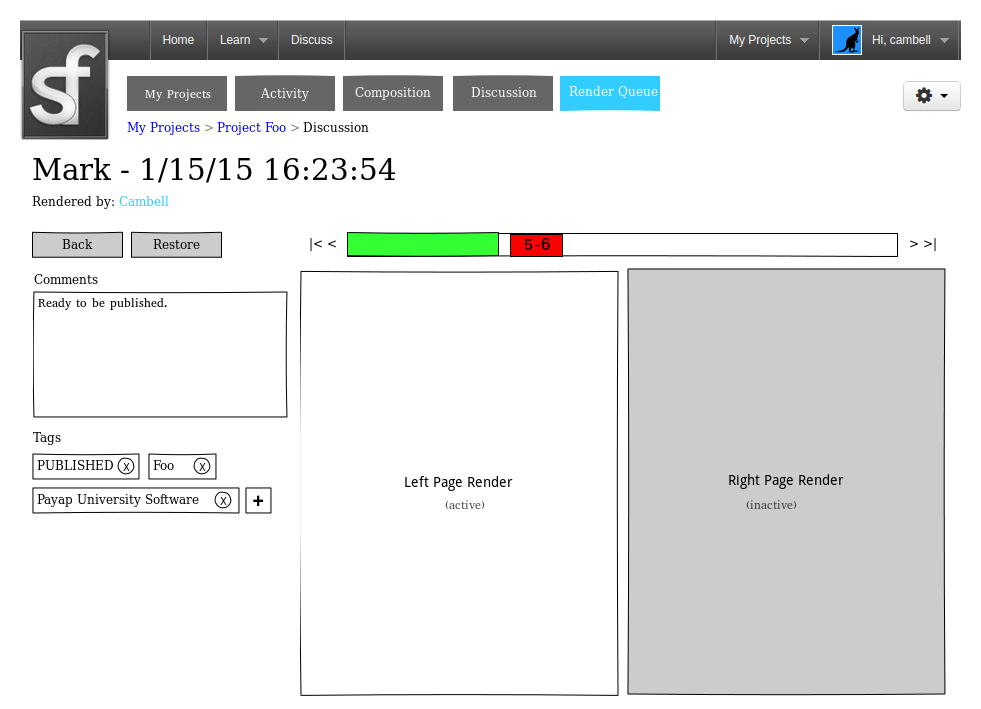 Home Learn Discuss My Projects Hi, cambell
sf
My Projects Activity Composition Discussion Render Queue
My Projects > Project Foo > Discussion
Mark - 1/15/15 16:23:54
Rendered by: Cambell
Back Restore |< < 5-6 > >|
Comments
Ready to be published.
Tags
PUBLISHED X Foo X
Payap University Software X +
Left Page Render
(active)
Right Page Render
(inactive)